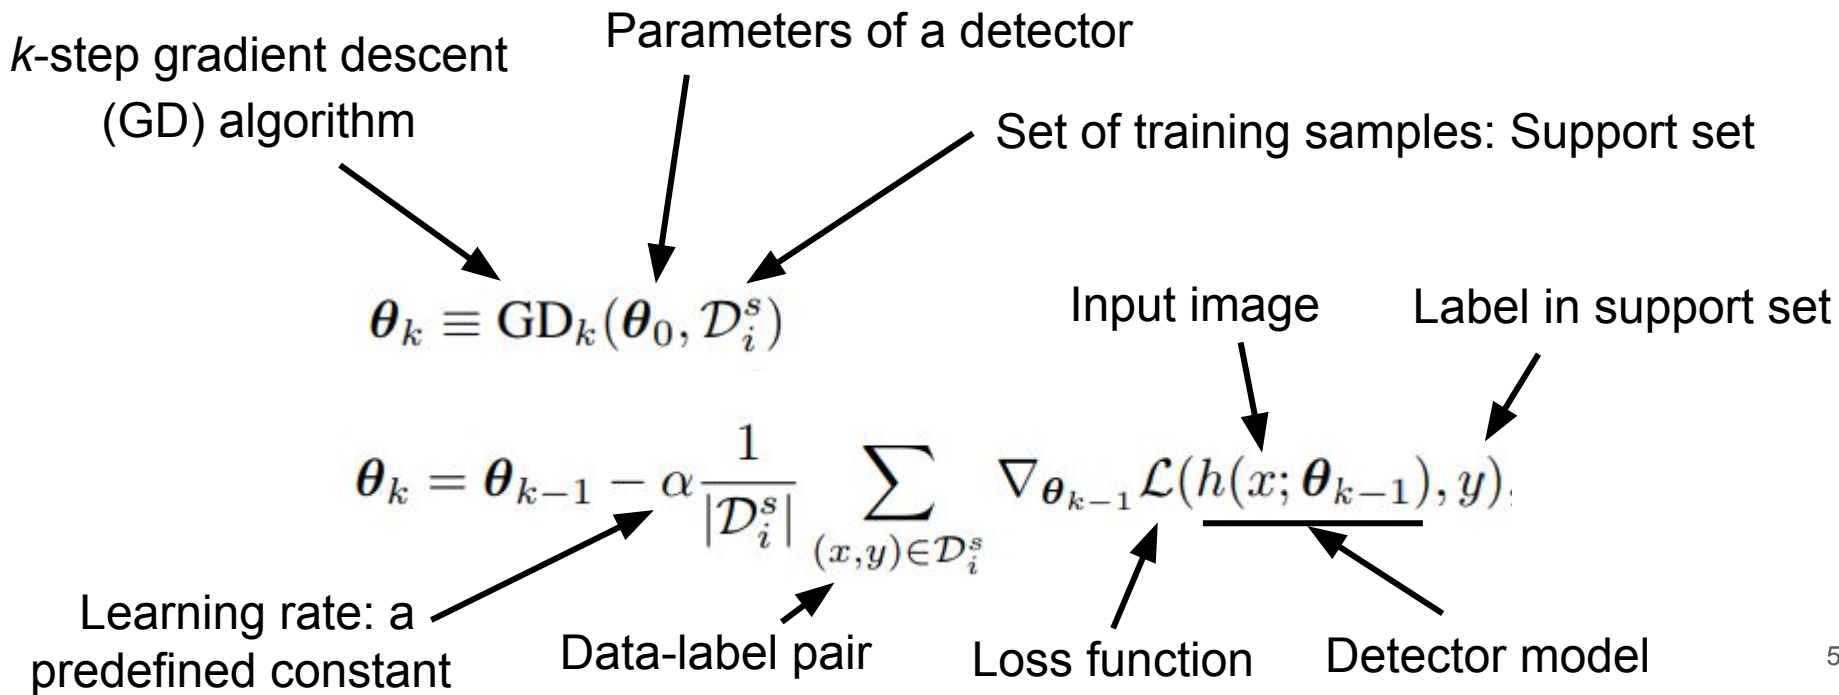 k-step gradient descent
(GD) algorithm
Parameters of a detector
Set of training samples: Support set
θ_k ≡ GD_k(θ_0, 𝒟_i^s)
Input image
Label in support set
θ_k = θ_{k−1} − α \frac{1}{|𝒟_i^s|} ∑_{(x,y)∈𝒟_i^s} ∇_{θ_{k−1}} ℒ(h(x; θ_{k−1}), y),
Learning rate: a
predefined constant
Data-label pair
Loss function
Detector model
5